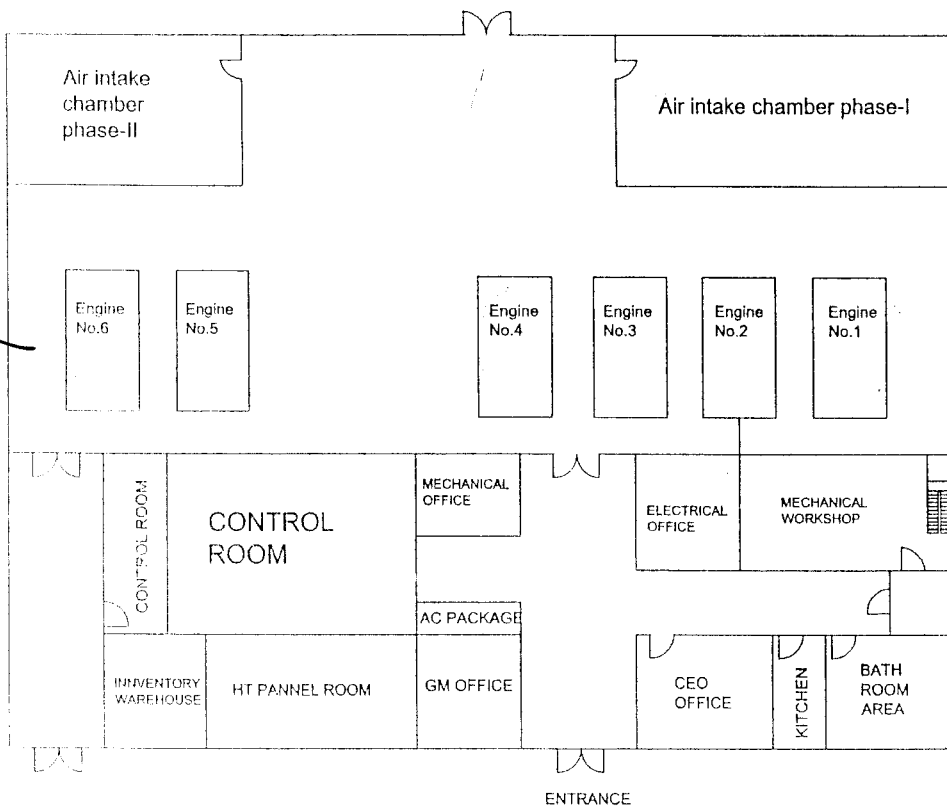 Air intake
chamber
phase-II
Air intake chamber phase-I
Engine
No.6
Engine
No.5
Engine
No.4
Engine
No.3
Engine
No.2
Engine
No.1
CONTROL ROOM
CONTROL
ROOM
MECHANICAL
OFFICE
ELECTRICAL
OFFICE
MECHANICAL
WORKSHOP
AC PACKAGE
INNVENTORY
WAREHOUSE
HT PANNEL ROOM
GM OFFICE
CEO
OFFICE
KITCHEN
BATH
ROOM
AREA
ENTRANCE